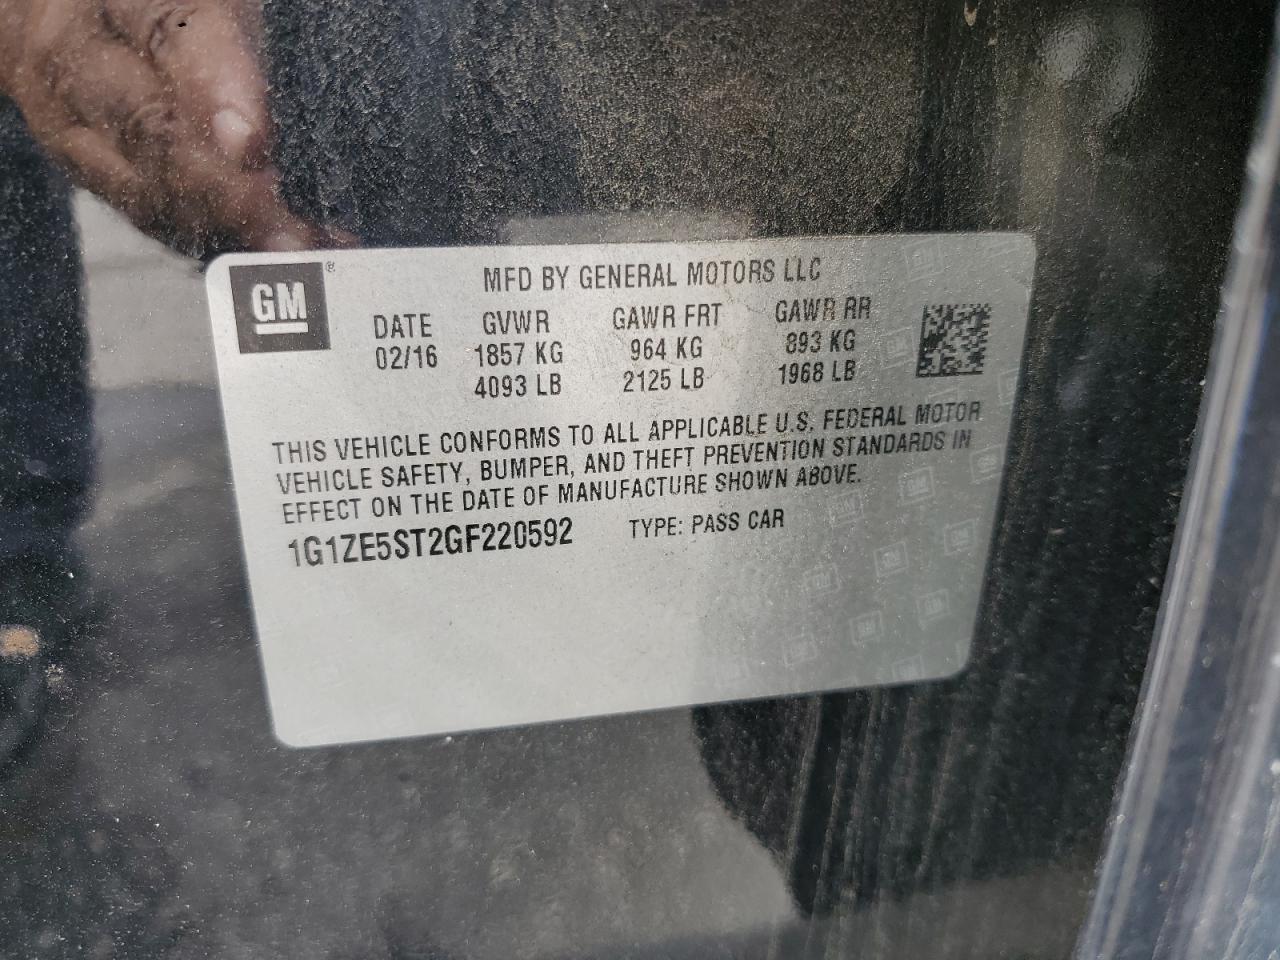 GM®
MFD BY GENERAL MOTORS LLC
DATE GVWR GAWR FRT GAWR RR
02/16 1857 KG 964 KG 893 KG
4093 LB 2125 LB 1968 LB
THIS VEHICLE CONFORMS TO ALL APPLICABLE U.S. FEDERAL MOTOR
VEHICLE SAFETY, BUMPER, AND THEFT PREVENTION STANDARDS IN
EFFECT ON THE DATE OF MANUFACTURE SHOWN ABOVE.
1G1ZE5ST2GF220592 TYPE: PASS CAR